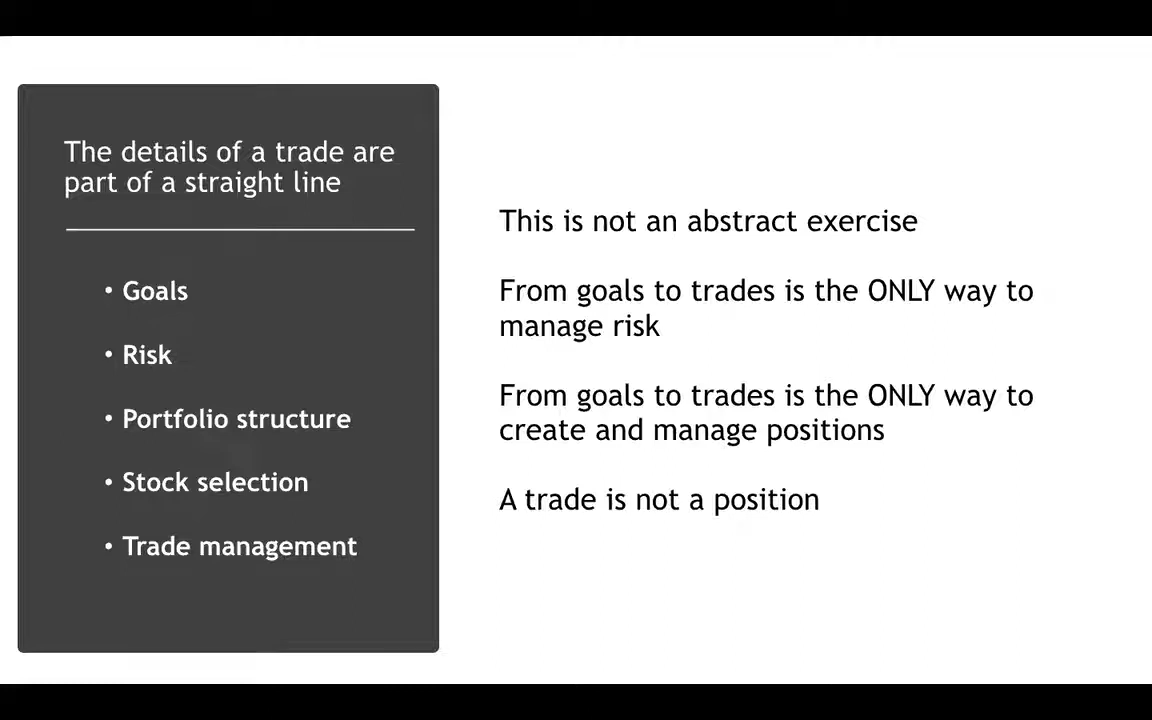 The details of a trade are
part of a straight line
• Goals
• Risk
• Portfolio structure
• Stock selection
• Trade management
This is not an abstract exercise
From goals to trades is the ONLY way to
manage risk
From goals to trades is the ONLY way to
create and manage positions
A trade is not a position